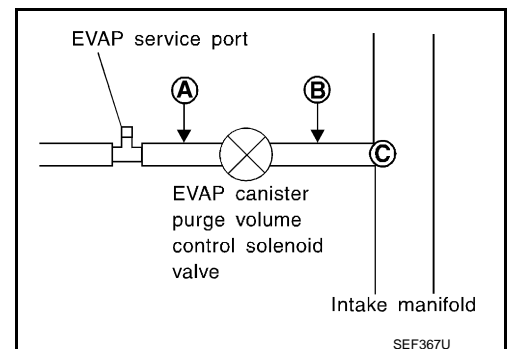 EVAP service port
A
B
C
EVAP canister
purge volume
control solenoid
valve
Intake manifold
SEF367U